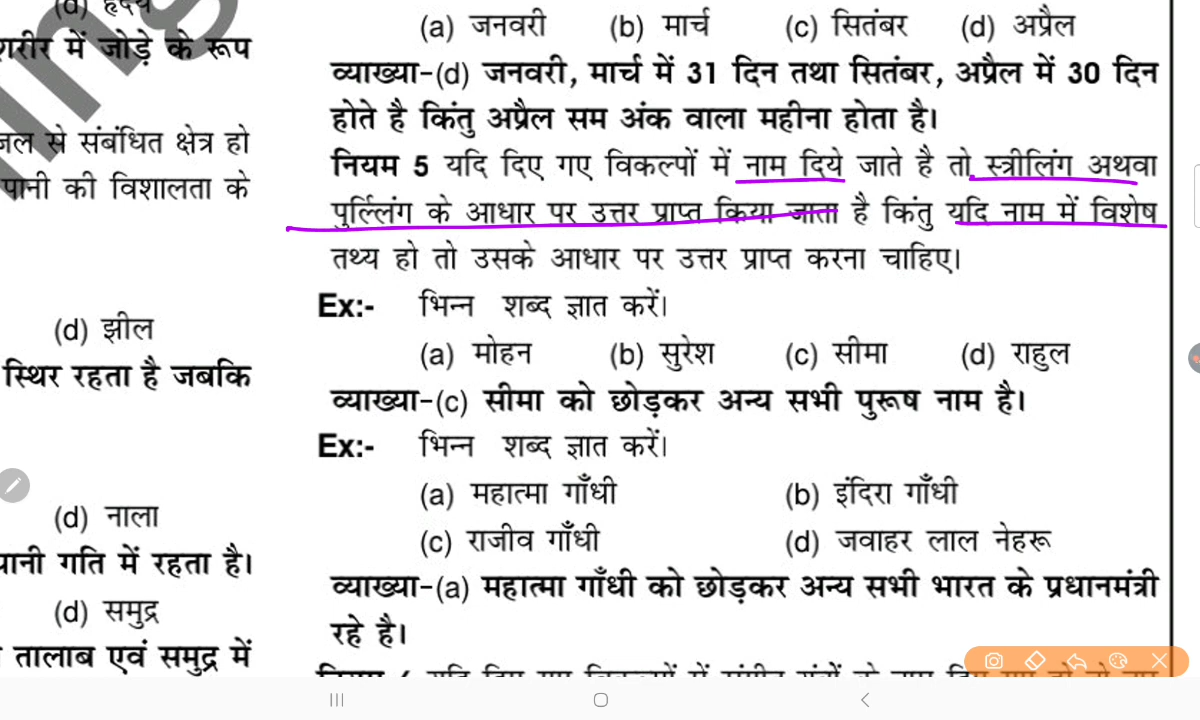 (d) हृदय
शरीर में जोड़े के रूप
जल से संबंधित क्षेत्र हो
पानी की विशालता के
(d) झील
स्थिर रहता है जबकि
(d) नाला
पानी गति में रहता है।
(d) समुद्र
तालाब एवं समुद्र में
(a) जनवरी (b) मार्च (c) सितंबर (d) अप्रैल
व्याख्या-(d) जनवरी, मार्च में 31 दिन तथा सितंबर, अप्रैल में 30 दिन
होते है किंतु अप्रैल सम अंक वाला महीना होता है।
नियम 5 यदि दिए गए विकल्पों में नाम दिये जाते है तो स्त्रीलिंग अथवा
पुर्ल्लिंग के आधार पर उत्तर प्राप्त किया जाता है किंतु यदि नाम में विशेष
तथ्य हो तो उसके आधार पर उत्तर प्राप्त करना चाहिए।
Ex:- भिन्न शब्द ज्ञात करें।
(a) मोहन (b) सुरेश (c) सीमा (d) राहुल
व्याख्या-(c) सीमा को छोड़कर अन्य सभी पुरूष नाम है।
Ex:- भिन्न शब्द ज्ञात करें।
(a) महात्मा गाँधी (b) इंदिरा गाँधी
(c) राजीव गाँधी (d) जवाहर लाल नेहरू
व्याख्या-(a) महात्मा गाँधी को छोड़कर अन्य सभी भारत के प्रधानमंत्री
रहे है।